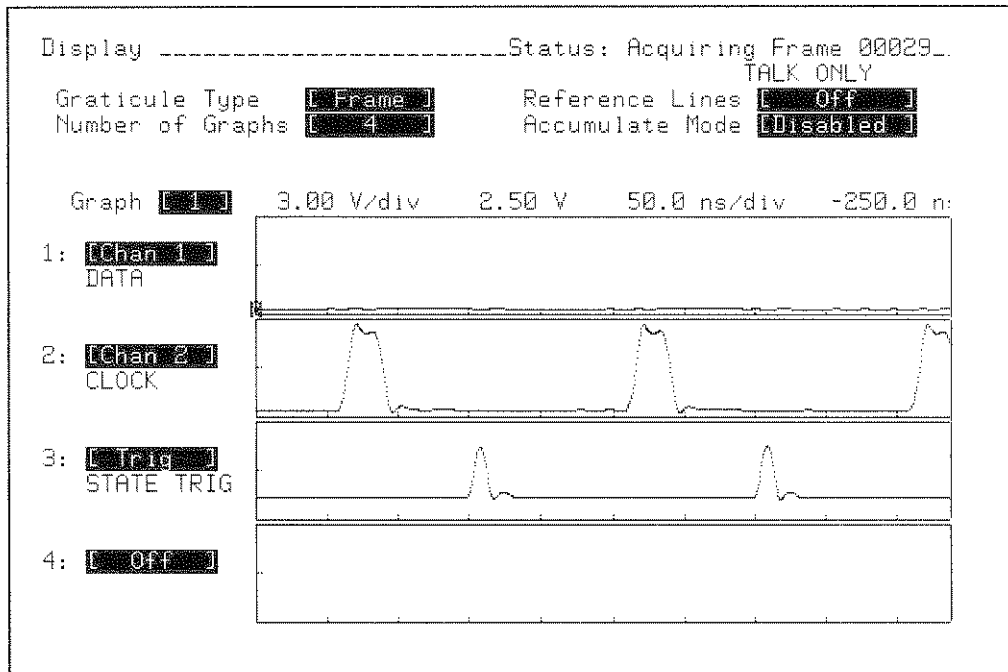 Display _______________________Status: Acquiring Frame 00029_.
TALK ONLY
Graticule Type [ Frame ] Reference Lines [ Off ]
Number of Graphs [ 4 ] Accumulate Mode [Disabled ]
Graph [ 1 ] 3.00 V/div 2.50 V 50.0 ns/div -250.0 n
1: [Chan 1 ]
DATA
2: [Chan 2 ]
CLOCK
3: [ Trig ]
STATE TRIG
4: [ Off ]